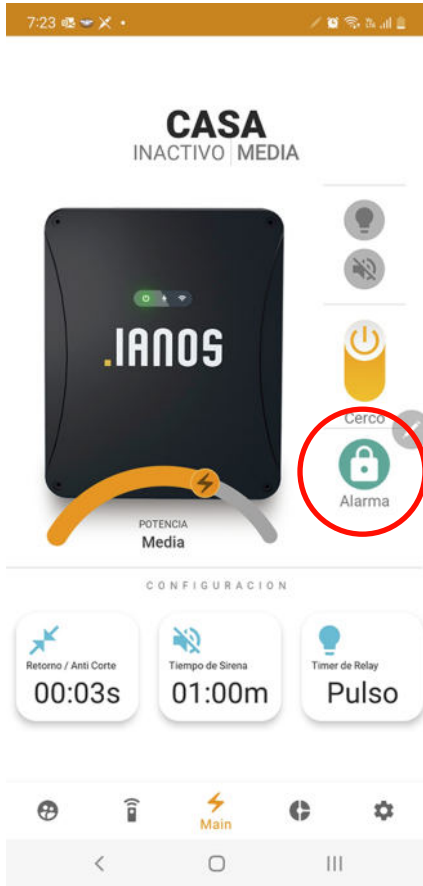 7:23
CASA
INACTIVO | MEDIA
.IANOS
Cerco
Alarma
POTENCIA
Media
CONFIGURACION
Retorno / Anti Corte
00:03s
Tiempo de Sirena
01:00m
Timer de Relay
Pulso
Main